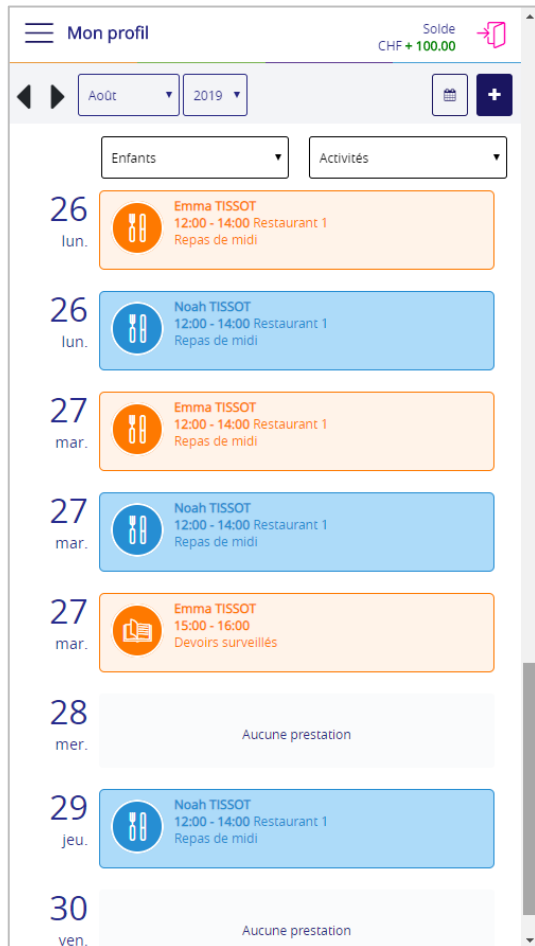 Mon profil
Solde
CHF + 100.00
Août
2019
+
Enfants
Activités
26
lun.
Emma TISSOT
12:00 - 14:00 Restaurant 1
Repas de midi
26
lun.
Noah TISSOT
12:00 - 14:00 Restaurant 1
Repas de midi
27
mar.
Emma TISSOT
12:00 - 14:00 Restaurant 1
Repas de midi
27
mar.
Noah TISSOT
12:00 - 14:00 Restaurant 1
Repas de midi
27
mar.
Emma TISSOT
15:00 - 16:00
Devoirs surveillés
28
mer.
Aucune prestation
29
jeu.
Noah TISSOT
12:00 - 14:00 Restaurant 1
Repas de midi
30
ven.
Aucune prestation